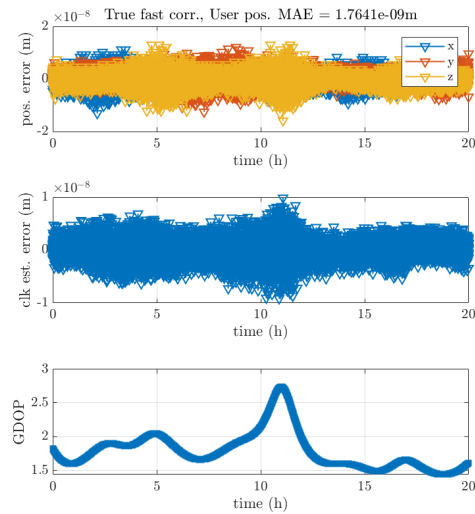 ×10⁻⁸ True fast corr., User pos. MAE = 1.7641e-09m
2
0
-2
pos. error (m)
x
y
z
0 5 10 15 20
time (h)
×10⁻⁸
1
0
-1
clk est. error (m)
0 5 10 15 20
time (h)
3
2.5
2
1.5
GDOP
0 5 10 15 20
time (h)